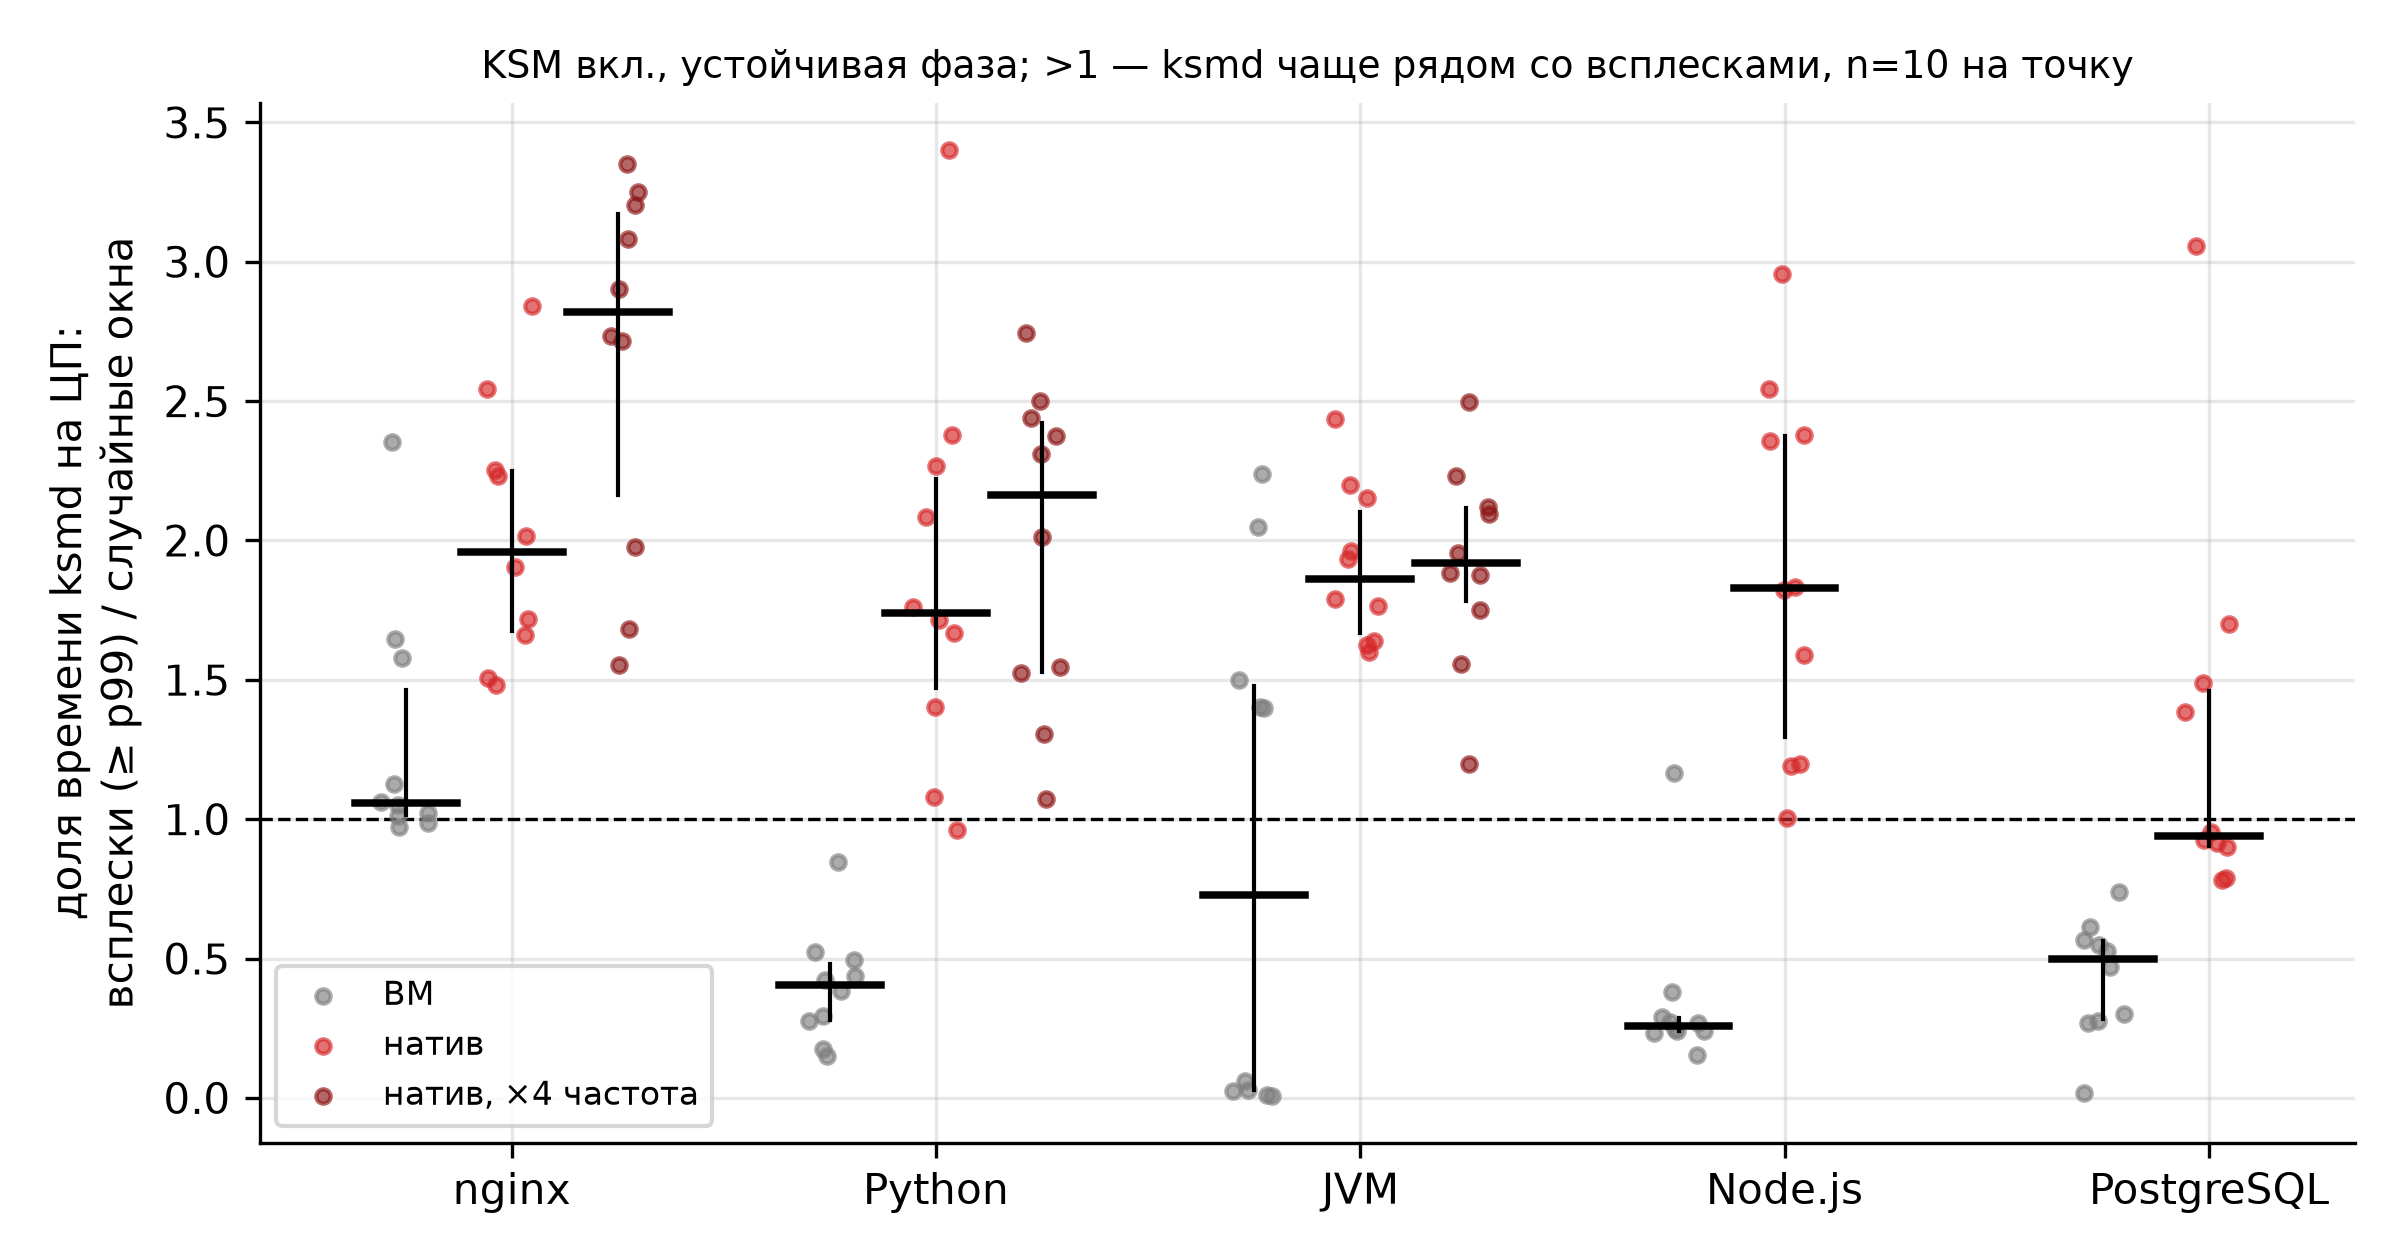 KSM вкл., устойчивая фаза; >1 — ksmd чаще рядом со всплесками, n=10 на точку
доля времени ksmd на ЦП:
всплески (≥ p99) / случайные окна
3.5
3.0
2.5
2.0
1.5
1.0
0.5
0.0
ВМ
натив
натив, ×4 частота
nginx
Python
JVM
Node.js
PostgreSQL